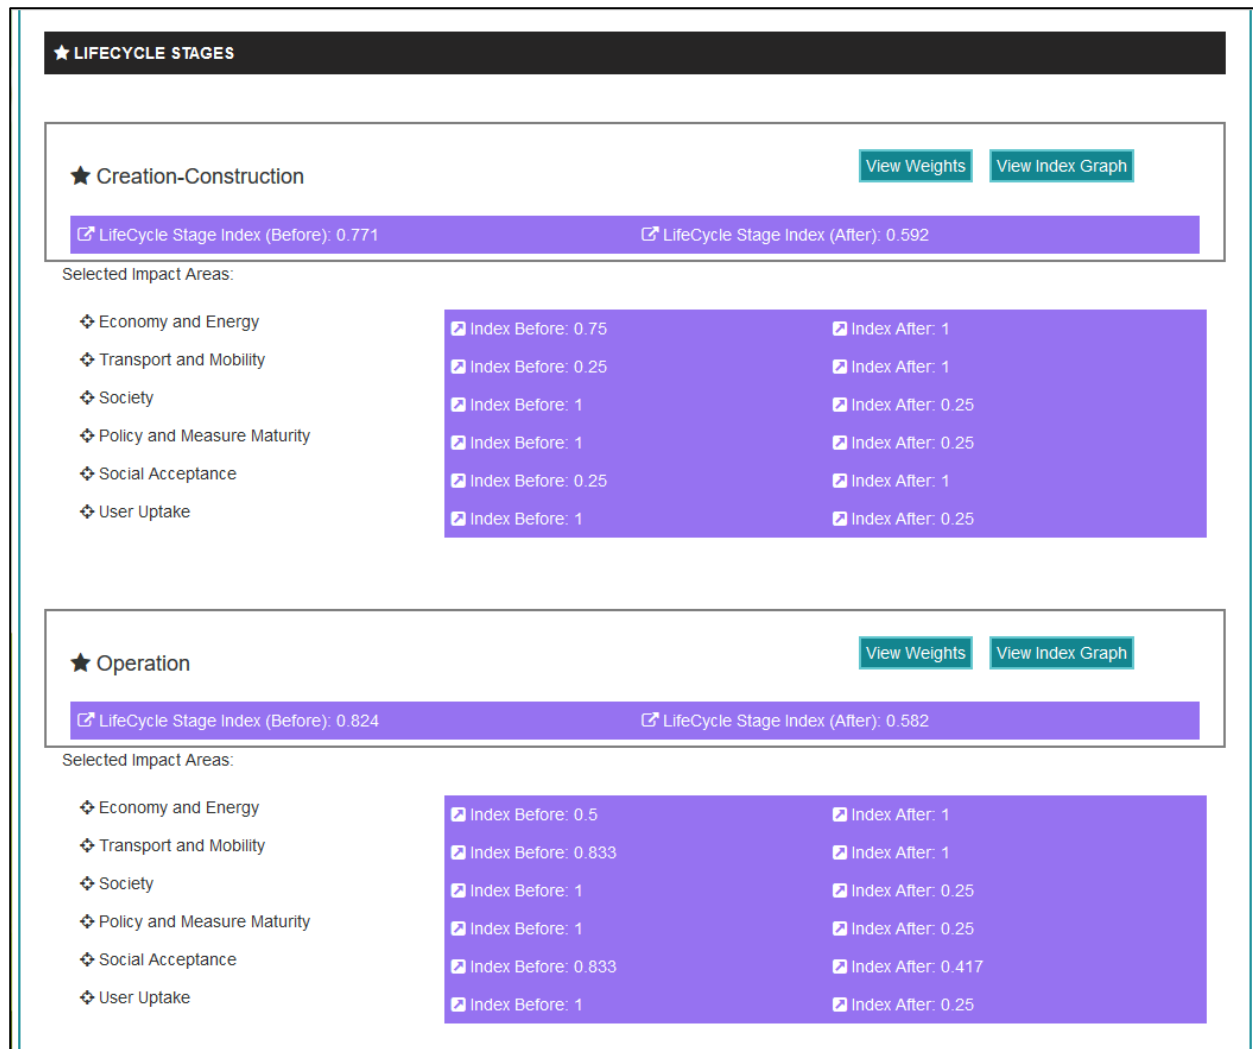 LIFECYCLE STAGES
Creation-Construction
View Weights View Index Graph
LifeCycle Stage Index (Before): 0.771 LifeCycle Stage Index (After): 0.592
Selected Impact Areas:
Economy and Energy Index Before: 0.75 Index After: 1
Transport and Mobility Index Before: 0.25 Index After: 1
Society Index Before: 1 Index After: 0.25
Policy and Measure Maturity Index Before: 1 Index After: 0.25
Social Acceptance Index Before: 0.25 Index After: 1
User Uptake Index Before: 1 Index After: 0.25
Operation
View Weights View Index Graph
LifeCycle Stage Index (Before): 0.824 LifeCycle Stage Index (After): 0.582
Selected Impact Areas:
Economy and Energy Index Before: 0.5 Index After: 1
Transport and Mobility Index Before: 0.833 Index After: 1
Society Index Before: 1 Index After: 0.25
Policy and Measure Maturity Index Before: 1 Index After: 0.25
Social Acceptance Index Before: 0.833 Index After: 0.417
User Uptake Index Before: 1 Index After: 0.25